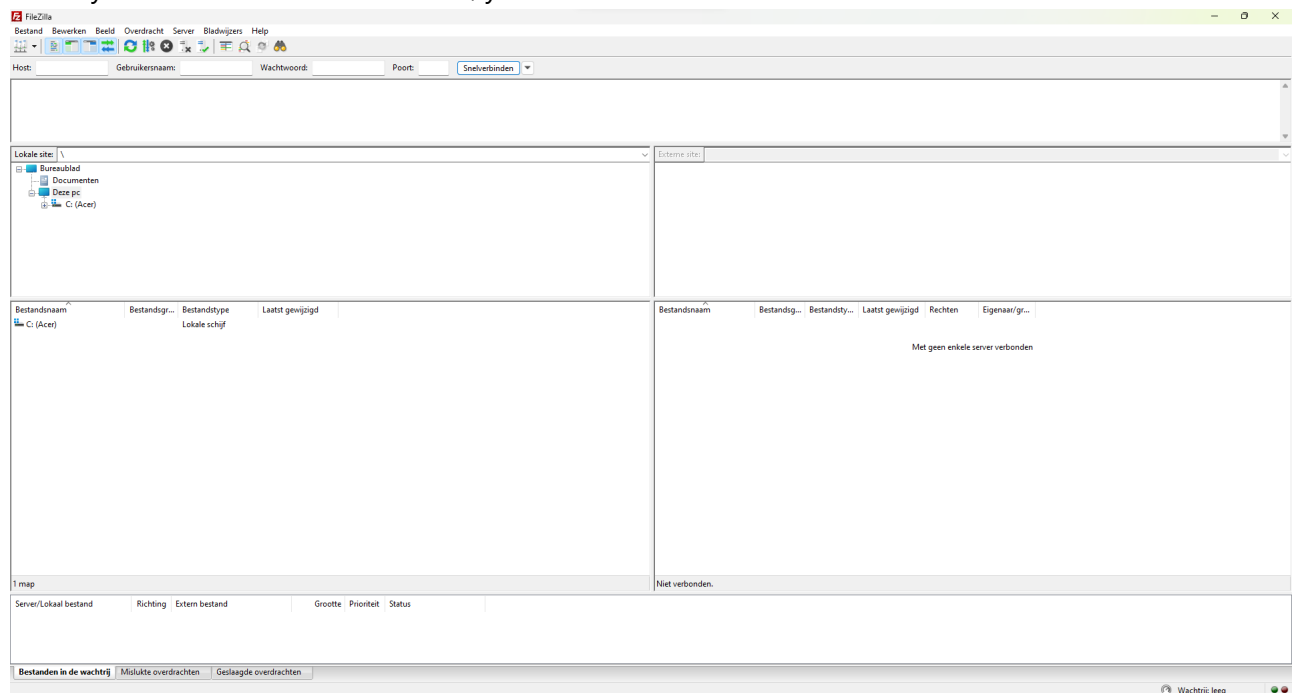 FileZilla
Bestand Bewerken Beeld Overdracht Server Bladwijzers Help
Host: Gebruikersnaam: Wachtwoord: Poort: Snelverbinden
Lokale site: \
Externe site:
Bureaublad
Documenten
Deze pc
C: (Acer)
Bestandsnaam Bestandsgr... Bestandstype Laatst gewijzigd
C: (Acer) Lokale schijf
Bestandsnaam Bestandsg... Bestandsty... Laatst gewijzigd Rechten Eigenaar/gr...
Met geen enkele server verbonden
1 map
Niet verbonden.
Server/Lokaal bestand Richting Extern bestand Grootte Prioriteit Status
Bestanden in de wachtrij Mislukte overdrachten Geslaagde overdrachten
Wachtrij: leeg